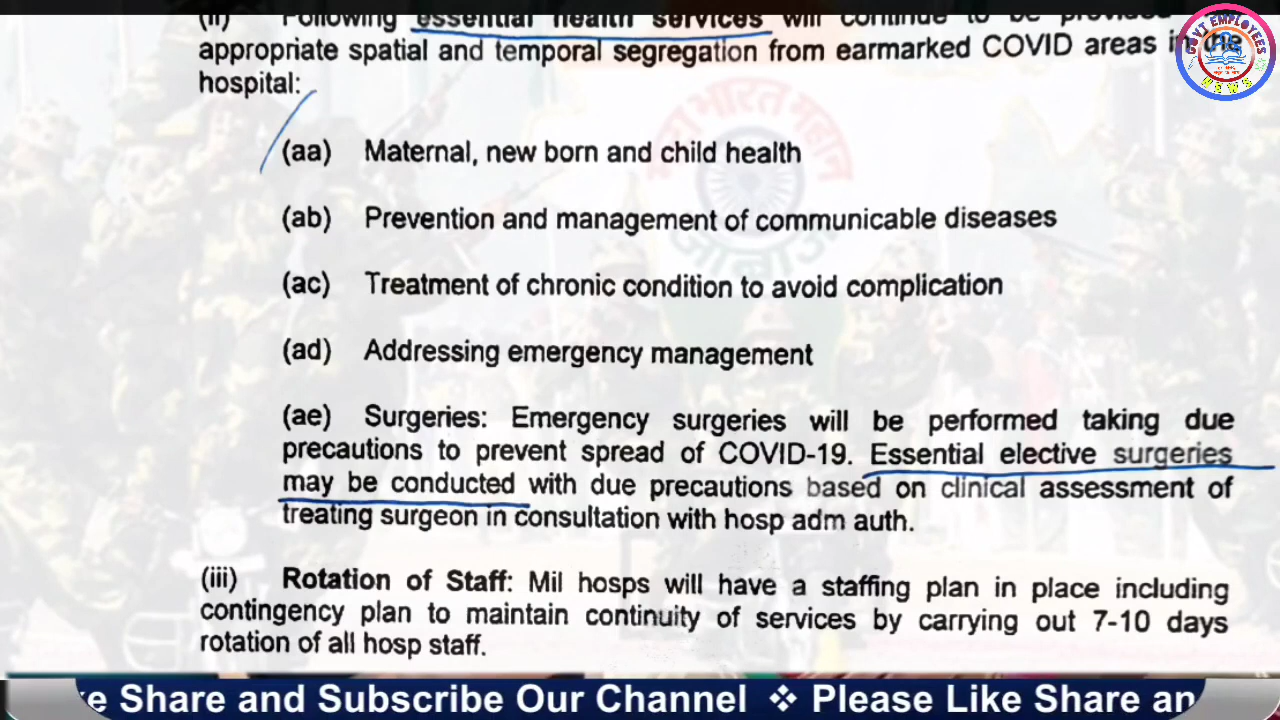 (ii) Following essential health services will continue to be provided
appropriate spatial and temporal segregation from earmarked COVID areas in the
hospital:
(aa) Maternal, new born and child health
(ab) Prevention and management of communicable diseases
(ac) Treatment of chronic condition to avoid complication
(ad) Addressing emergency management
(ae) Surgeries: Emergency surgeries will be performed taking due
precautions to prevent spread of COVID-19. Essential elective surgeries
may be conducted with due precautions based on clinical assessment of
treating surgeon in consultation with hosp adm auth.
(iii) Rotation of Staff: Mil hosps will have a staffing plan in place including
contingency plan to maintain continuity of services by carrying out 7-10 days
rotation of all hosp staff.
GOVT EMPLOYEES
NEWS
मेरा भारत महान
e Share and Subscribe Our Channel ❖ Please Like Share an